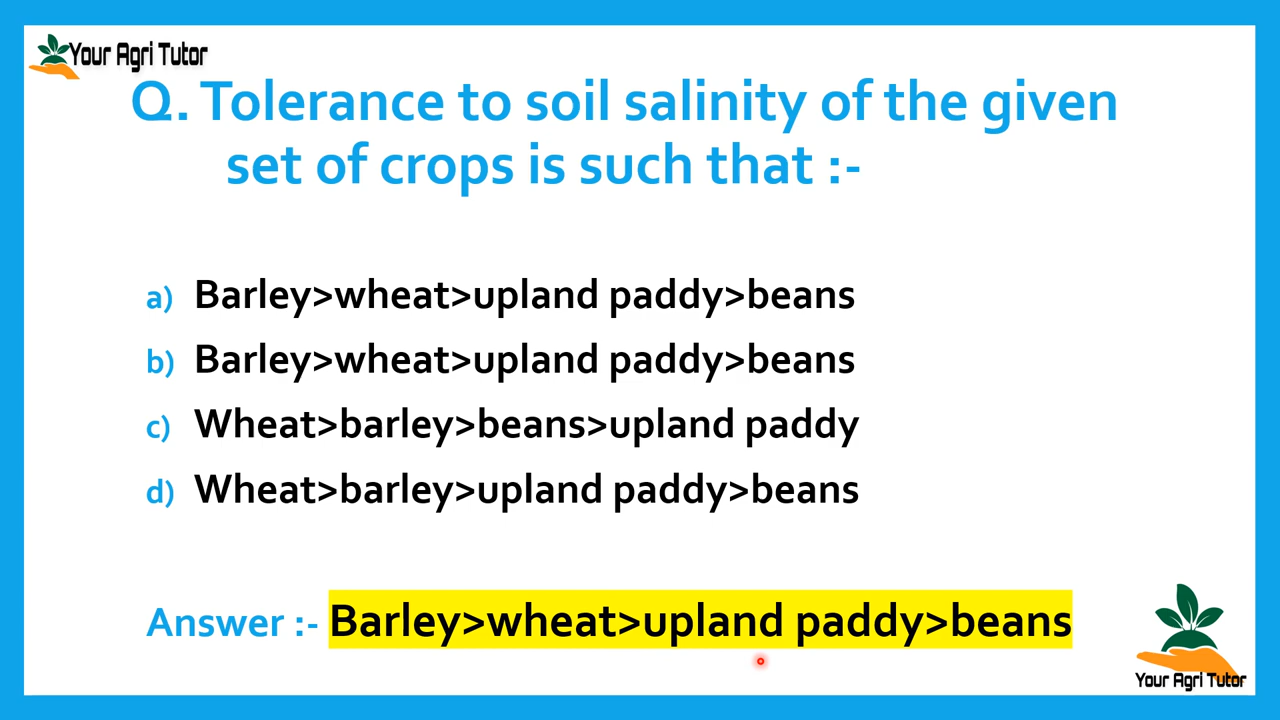 Your Agri Tutor
Q. Tolerance to soil salinity of the given
set of crops is such that :-
a) Barley>wheat>upland paddy>beans
b) Barley>wheat>upland paddy>beans
c) Wheat>barley>beans>upland paddy
d) Wheat>barley>upland paddy>beans
Answer :- Barley>wheat>upland paddy>beans
Your Agri Tutor